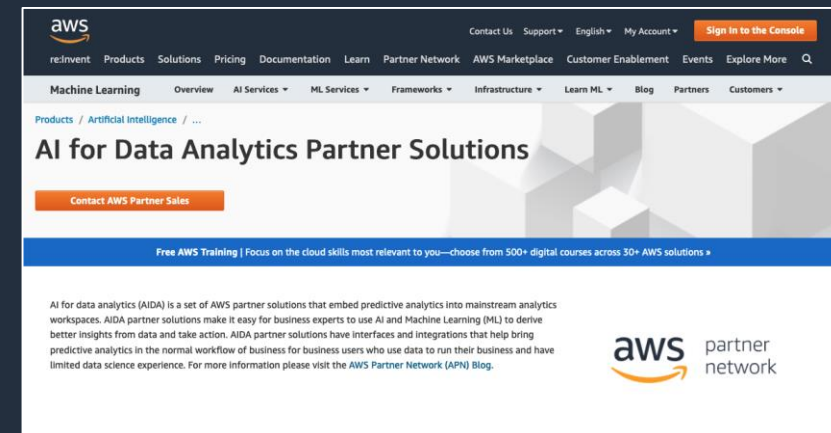 aws
Contact Us Support English My Account Sign In to the Console
re:Invent Products Solutions Pricing Documentation Learn Partner Network AWS Marketplace Customer Enablement Events Explore More
Machine Learning Overview AI Services ML Services Frameworks Infrastructure Learn ML Blog Partners Customers
Products / Artificial Intelligence / ...
AI for Data Analytics Partner Solutions
Contact AWS Partner Sales
Free AWS Training | Focus on the cloud skills most relevant to you—choose from 500+ digital courses across 30+ AWS solutions »
AI for data analytics (AIDA) is a set of AWS partner solutions that embed predictive analytics into mainstream analytics
workspaces. AIDA partner solutions make it easy for business experts to use AI and Machine Learning (ML) to derive
better insights from data and take action. AIDA partner solutions have interfaces and integrations that help bring
predictive analytics in the normal workflow of business for business users who use data to run their business and have
limited data science experience. For more information please visit the AWS Partner Network (APN) Blog.
aws partner
network